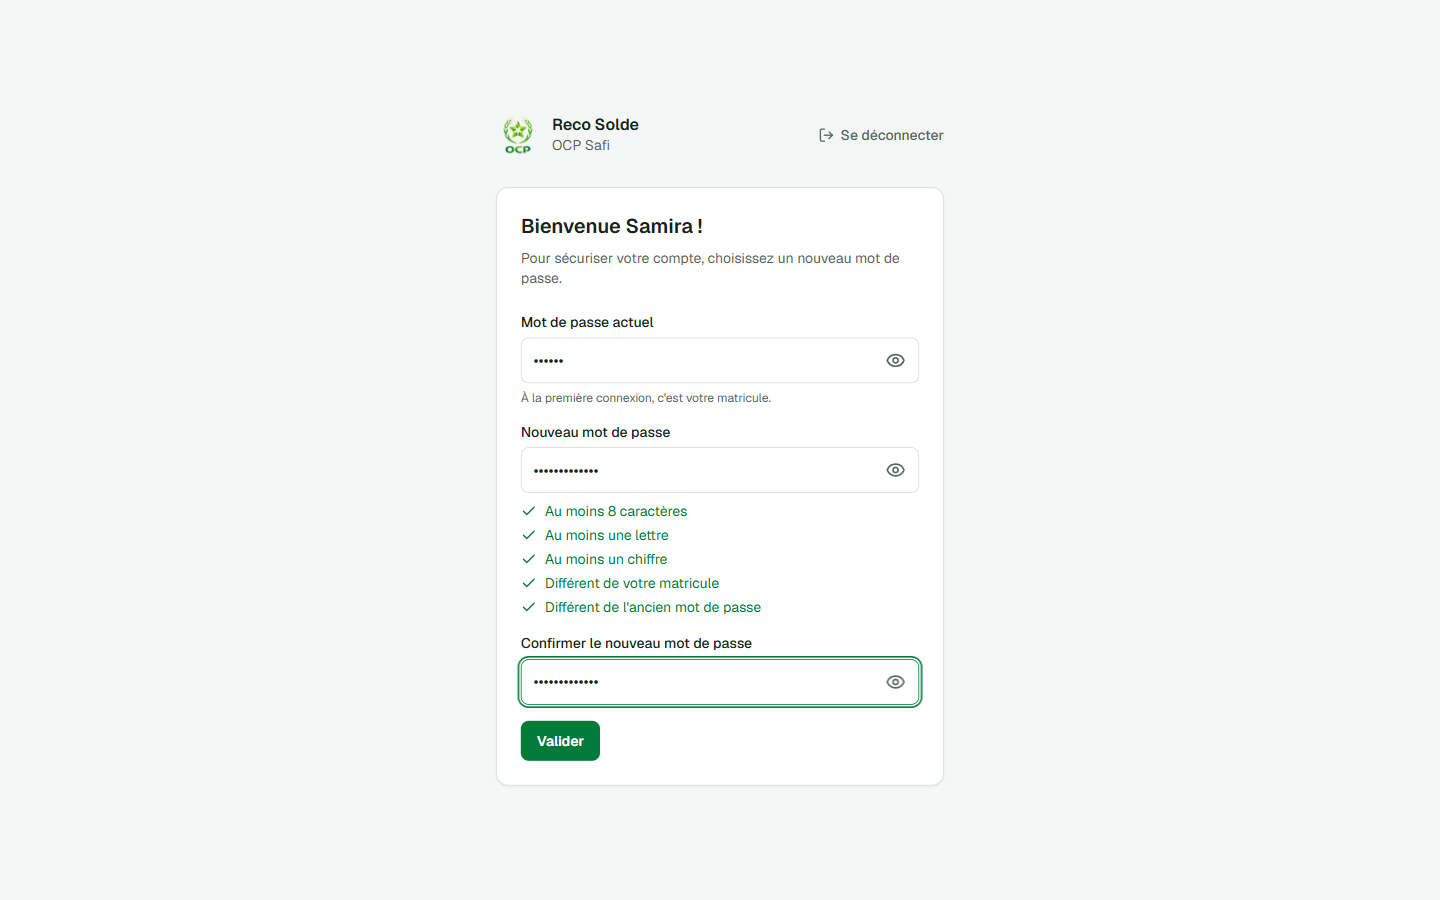 Reco Solde
OCP Safi
OCP
Se déconnecter
Bienvenue Samira !
Pour sécuriser votre compte, choisissez un nouveau mot de
passe.
Mot de passe actuel
••••••
À la première connexion, c'est votre matricule.
Nouveau mot de passe
•••••••••••••
Au moins 8 caractères
Au moins une lettre
Au moins un chiffre
Différent de votre matricule
Différent de l'ancien mot de passe
Confirmer le nouveau mot de passe
•••••••••••••
Valider